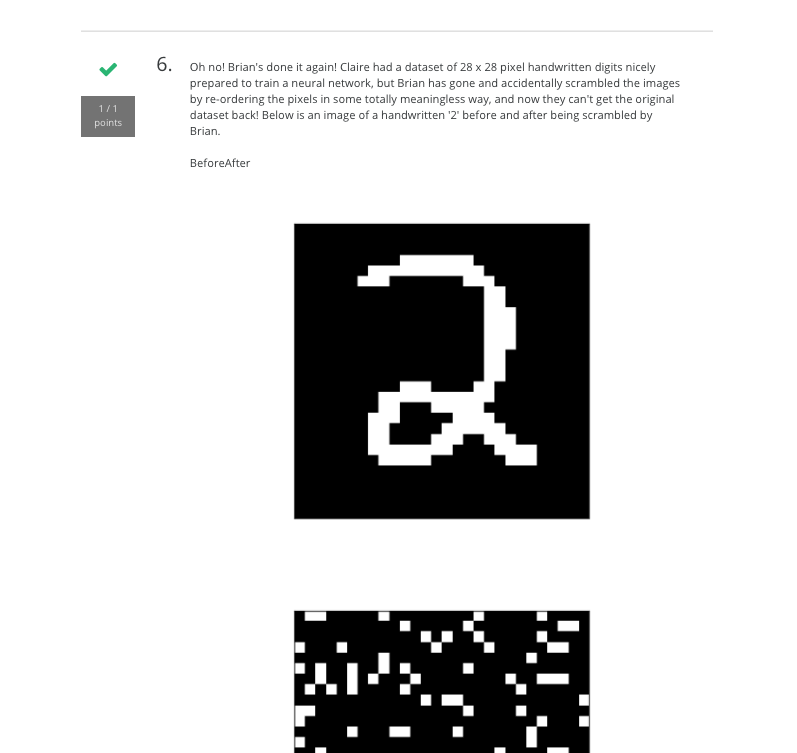 6.
Oh no! Brian's done it again! Claire had a dataset of 28 x 28 pixel handwritten digits nicely
prepared to train a neural network, but Brian has gone and accidentally scrambled the images
by re-ordering the pixels in some totally meaningless way, and now they can't get the original
dataset back! Below is an image of a handwritten '2' before and after being scrambled by
Brian.
1 / 1
points
BeforeAfter
2